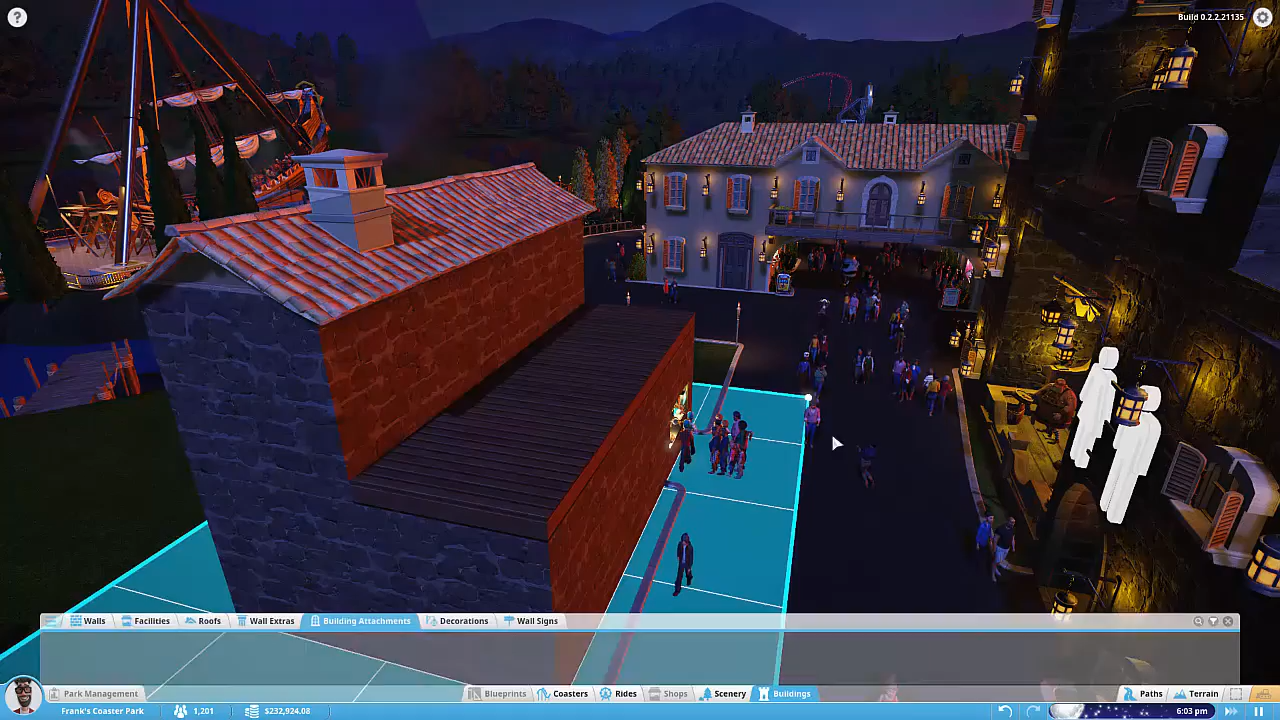 ?
Build 0.2.2.21135
Walls Facilities Roofs Wall Extras Building Attachments Decorations Wall Signs
Park Management Blueprints Coasters Rides Shops Scenery Buildings Paths Terrain
Frank's Coaster Park 1,201 $232,924.08 6:03 pm